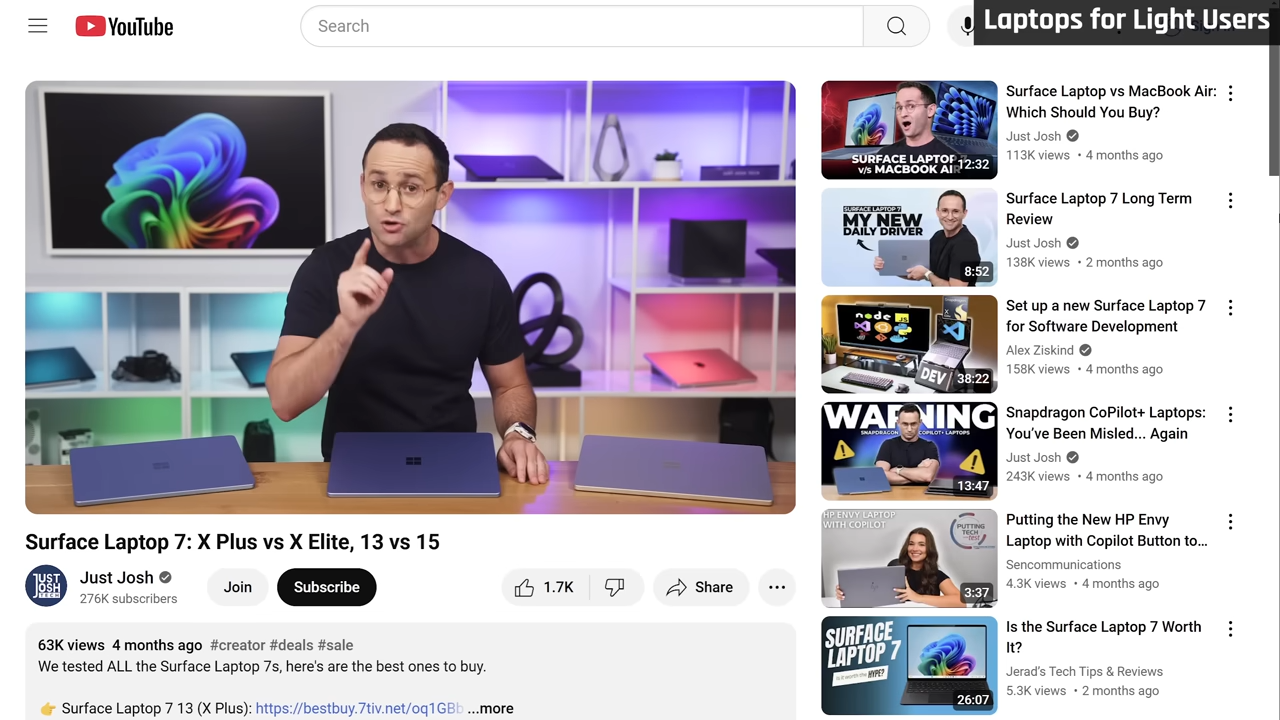 YouTube
Search
Laptops for Light Users
Surface Laptop 7: X Plus vs X Elite, 13 vs 15
JUST
JOSH
Just Josh
276K subscribers
Join
Subscribe
1.7K
Share
63K views 4 months ago #creator #deals #sale
We tested ALL the Surface Laptop 7s, here's are the best ones to buy.
Surface Laptop 7 13 (X Pl
https://bestbuy.7tiv.net/oq1GBb
...more
SURFACE LAPTOP 7
v/s MACBOOK AIR
12:32
Surface Laptop vs MacBook Air:
Which Should You Buy?
Just Josh
113K views • 4 months ago
SURFACE LAPTOP 7
MY NEW
DAILY DRIVER
8:52
Surface Laptop 7 Long Term
Review
Just Josh
138K views • 2 months ago
node
JS
DEV
38:22
Set up a new Surface Laptop 7
for Software Development
Alex Ziskind
158K views • 4 months ago
WARNING
SNAPDRAGON COPILOT+ LAPTOPS
13:47
Snapdragon CoPilot+ Laptops:
You've Been Misled... Again
Just Josh
243K views • 4 months ago
HP ENVY LAPTOP
WITH COPILOT
PUTTING
TECH
test
3:37
Putting the New HP Envy
Laptop with Copilot Button to...
Sencommunications
4.3K views • 4 months ago
SURFACE
LAPTOP 7
Is it worth the HYPE?
26:07
Is the Surface Laptop 7 Worth
It?
Jerad's Tech Tips & Reviews
5.3K views • 2 months ago